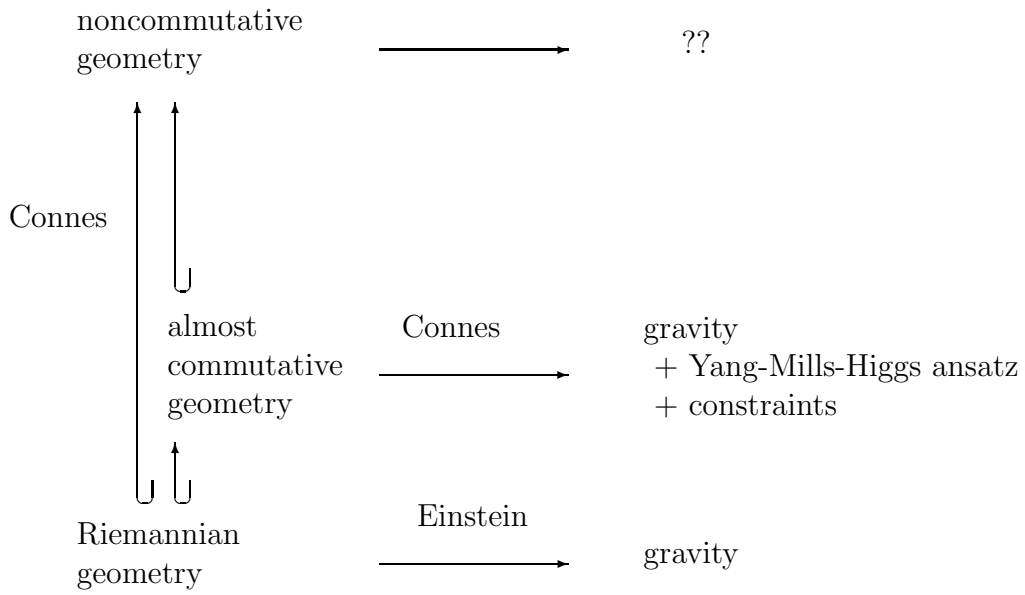 noncommutative
geometry
??
Connes
almost
commutative
geometry
Connes
gravity
+ Yang-Mills-Higgs ansatz
+ constraints
Riemannian
geometry
Einstein
gravity